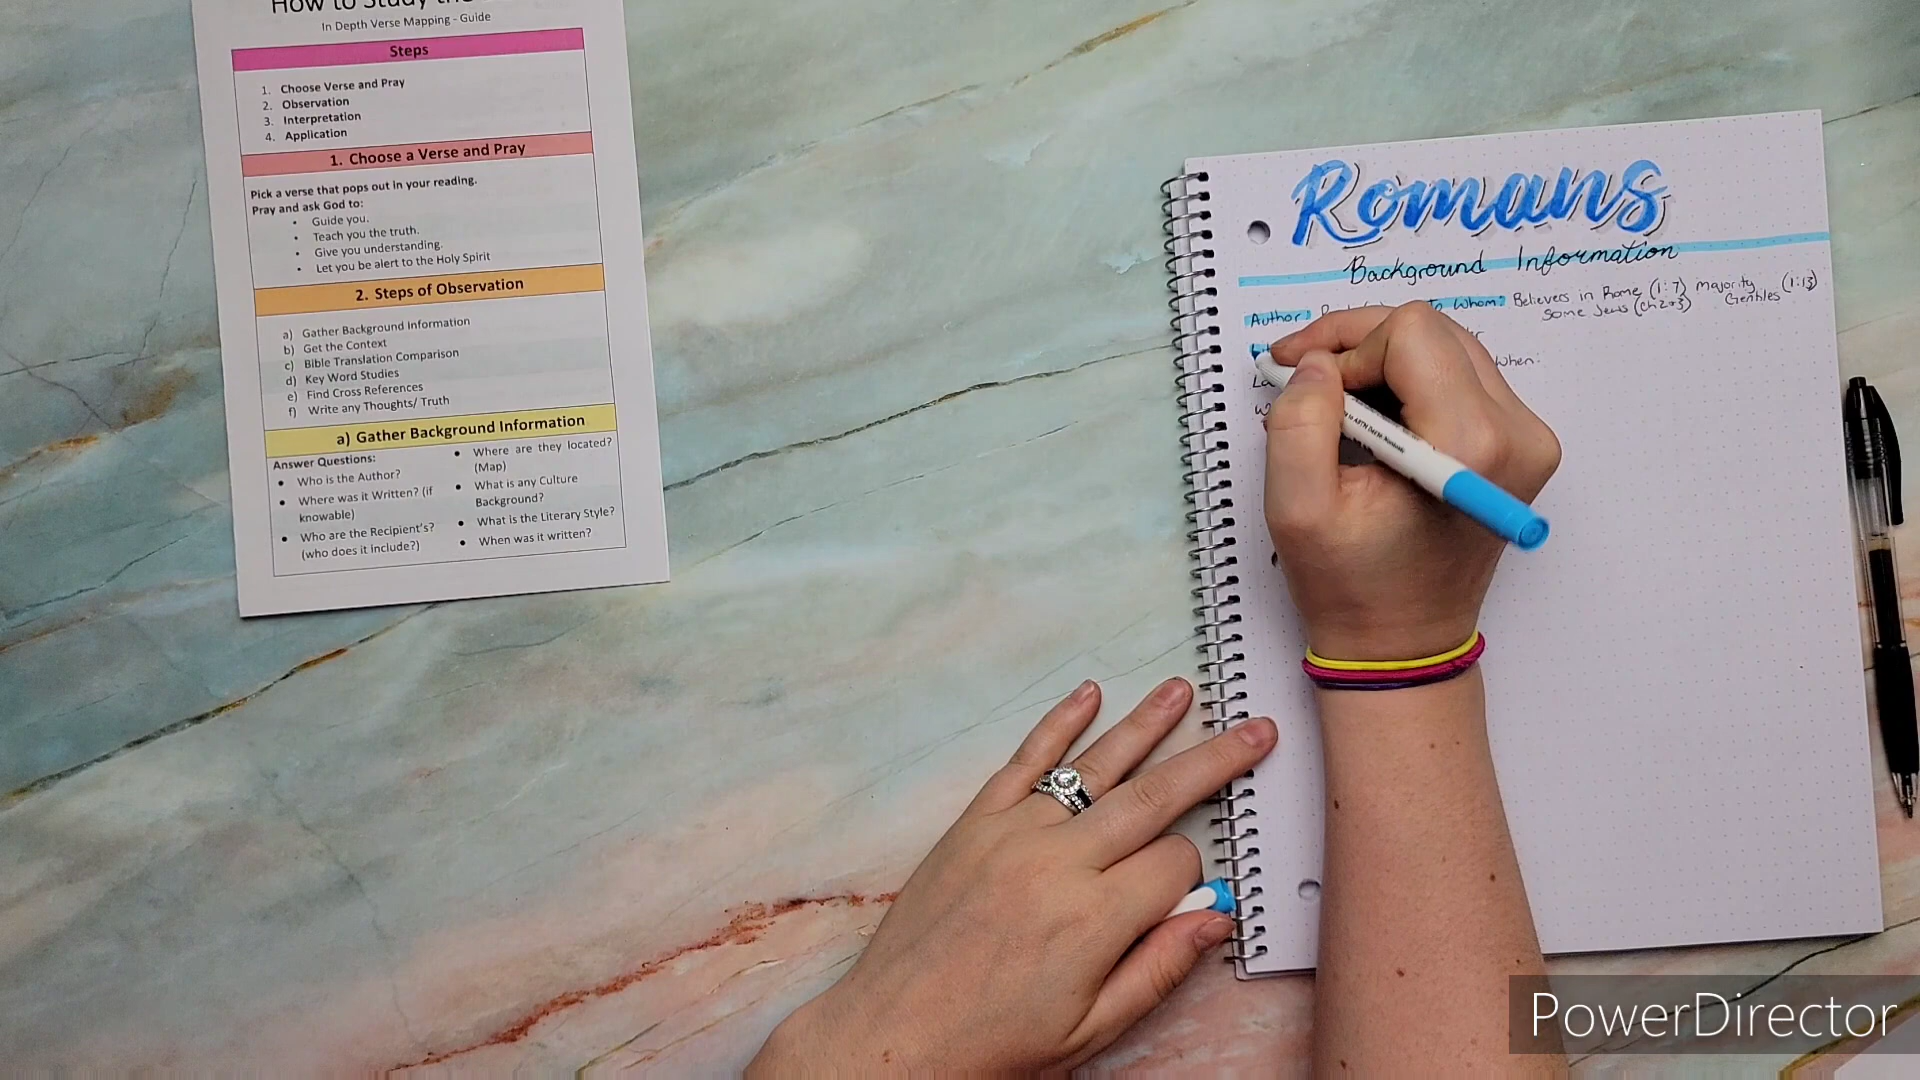 How to Study the
In Depth Verse Mapping - Guide
Steps
1. Choose Verse and Pray
2. Observation
3. Interpretation
4. Application
1. Choose a Verse and Pray
Pick a verse that pops out in your reading.
Pray and ask God to:
• Guide you.
• Teach you the truth.
• Give you understanding.
• Let you be alert to the Holy Spirit
2. Steps of Observation
a) Gather Background Information
b) Get the Context
c) Bible Translation Comparison
d) Key Word Studies
e) Find Cross References
f) Write any Thoughts/ Truth
a) Gather Background Information
Answer Questions:
• Who is the Author?
• Where was it Written? (if
knowable)
• Who are the Recipient's?
(who does it include?)
• Where are they located?
(Map)
• What is any Culture
Background?
• What is the Literary Style?
• When was it written?
Romans
Background Information
Author: To Whom: Believers in Rome (1:7) majority Gentiles (1:13)
Some Jews (ch 2+3)
When:
PowerDirector